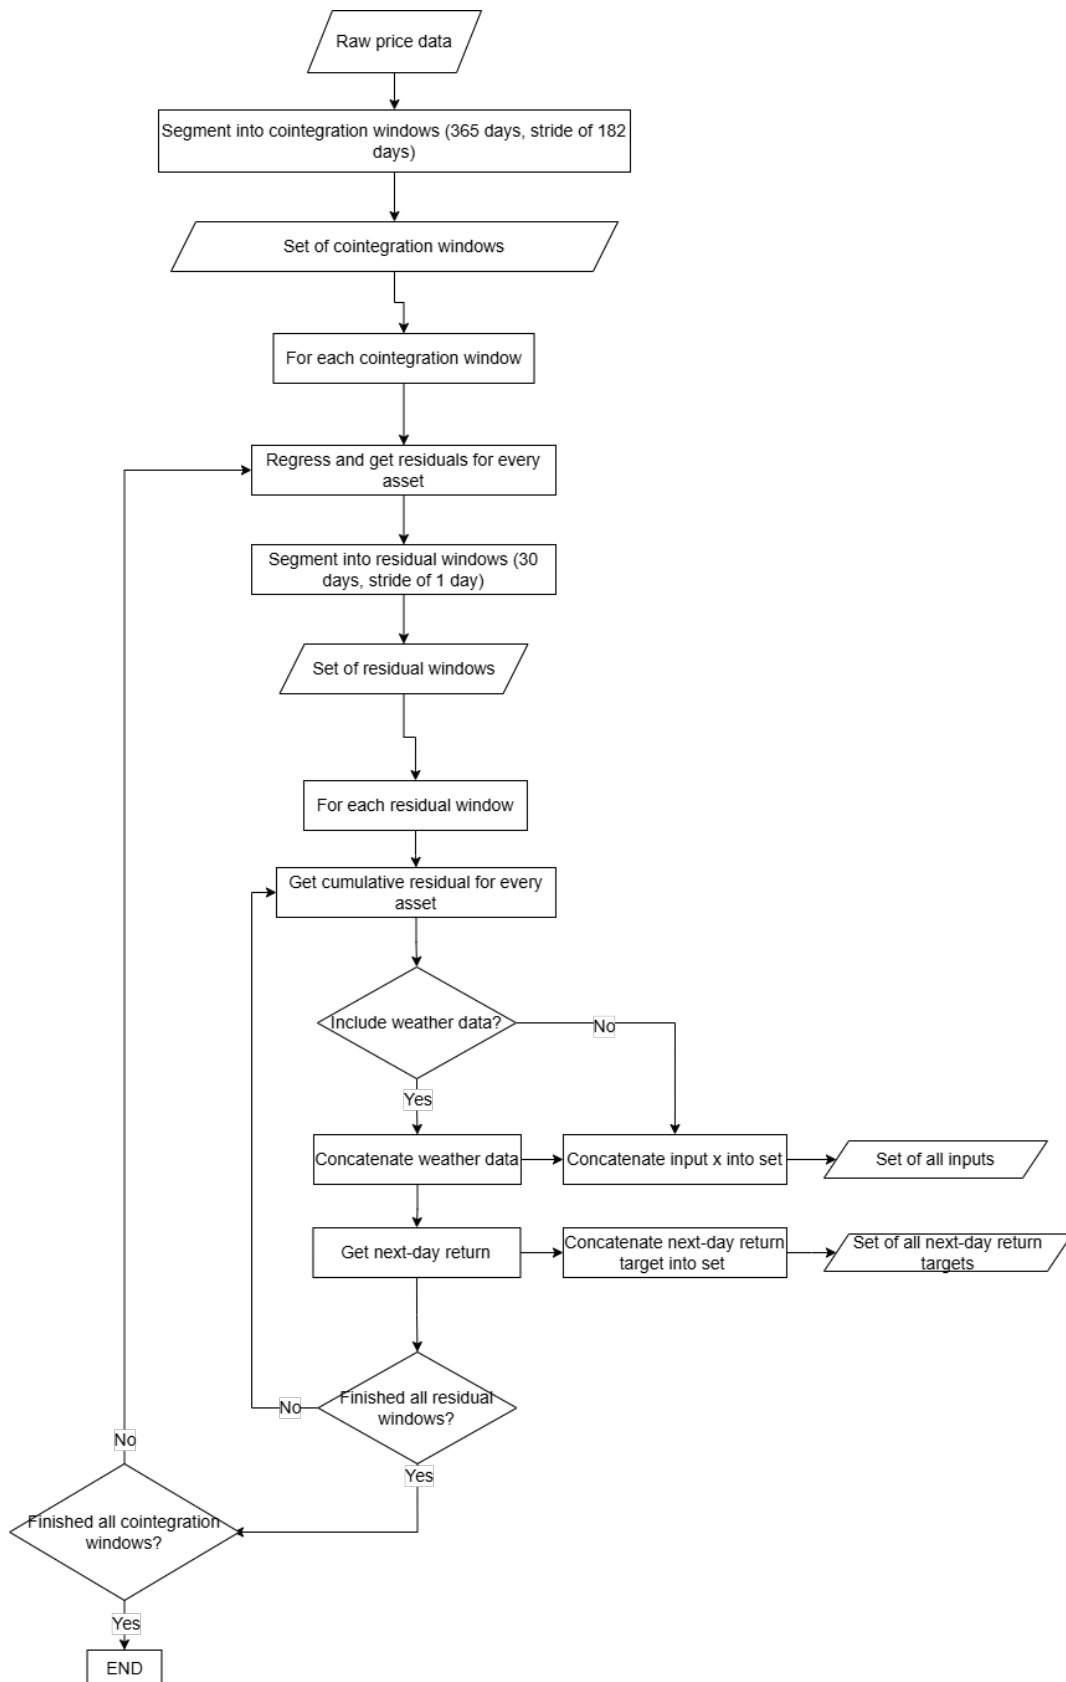 Raw price data
Segment into cointegration windows (365 days, stride of 182
days)
Set of cointegration windows
For each cointegration window
Regress and get residuals for every
asset
Segment into residual windows (30
days, stride of 1 day)
Set of residual windows
For each residual window
Get cumulative residual for every
asset
Include weather data?
No
Yes
Concatenate weather data
Concatenate input x into set
Set of all inputs
Get next-day return
Concatenate next-day return
target into set
Set of all next-day return
targets
Finished all residual
windows?
No
Yes
No
Finished all cointegration
windows?
Yes
END